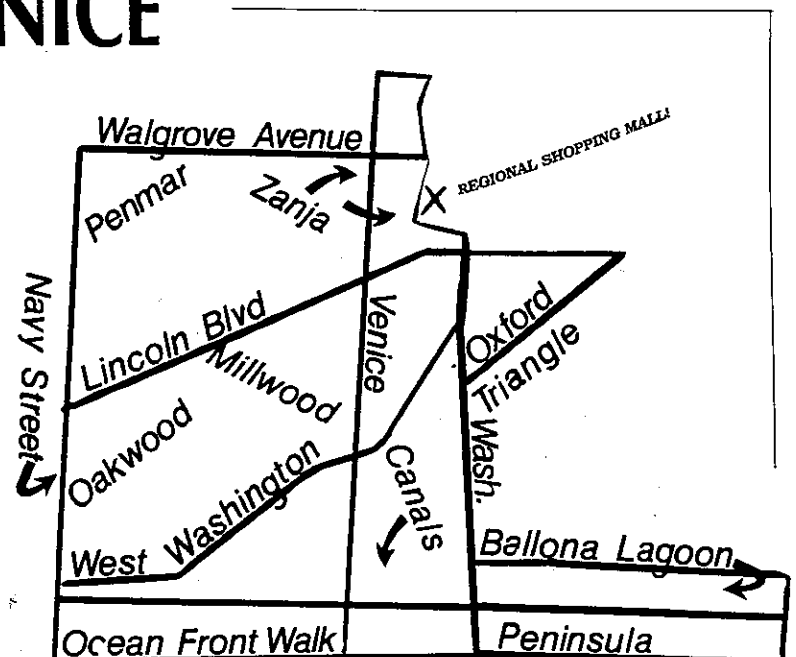 NICE
Walgrove Avenue
REGIONAL SHOPPING MALL!
X
Penmar
Zanja
Navy Street
Lincoln Blvd
Venice
Oxford
Triangle
Millwood
Oakwood
Wash.
Canals
West Washington
Ballona Lagoon
Ocean Front Walk
Peninsula